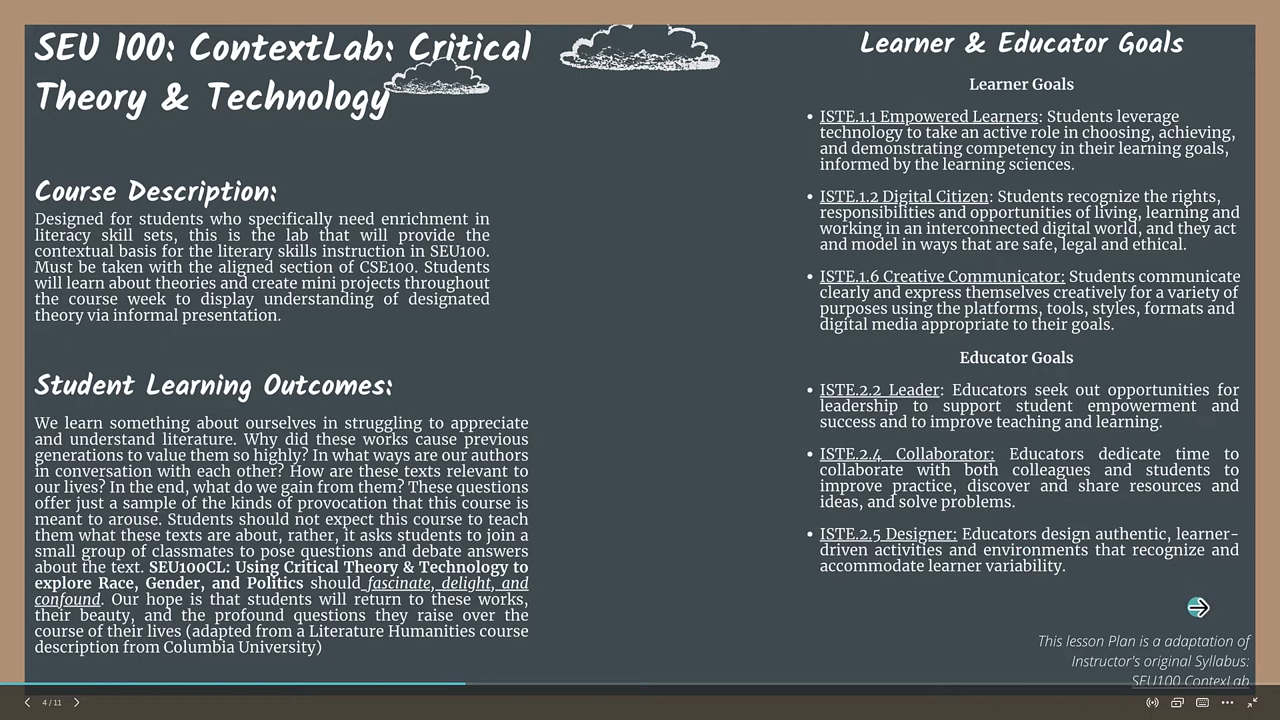 SEU 100: ContextLab: Critical
Theory & Technology
Course Description:
Designed for students who specifically need enrichment in
literacy skill sets, this is the lab that will provide the
contextual basis for the literary skills instruction in SEU100.
Must be taken with the aligned section of CSE100. Students
will learn about theories and create mini projects throughout
the course week to display understanding of designated
theory via informal presentation.
Student Learning Outcomes:
We learn something about ourselves in struggling to appreciate
and understand literature. Why did these works cause previous
generations to value them so highly? In what ways are our authors
in conversation with each other? How are these texts relevant to
our lives? In the end, what do we gain from them? These questions
offer just a sample of the kinds of provocation that this course is
meant to arouse. Students should not expect this course to teach
them what these texts are about, rather, it asks students to join a
small group of classmates to pose questions and debate answers
about the text. SEU100CL: Using Critical Theory & Technology to
explore Race, Gender, and Politics should fascinate, delight, and
confound. Our hope is that students will return to these works,
their beauty, and the profound questions they raise over the
course of their lives (adapted from a Literature Humanities course
description from Columbia University)
Learner & Educator Goals
Learner Goals
• ISTE.1.1 Empowered Learners: Students leverage
technology to take an active role in choosing, achieving,
and demonstrating competency in their learning goals,
informed by the learning sciences.
• ISTE.1.2 Digital Citizen: Students recognize the rights,
responsibilities and opportunities of living, learning and
working in an interconnected digital world, and they act
and model in ways that are safe, legal and ethical.
• ISTE.1.6 Creative Communicator: Students communicate
clearly and express themselves creatively for a variety of
purposes using the platforms, tools, styles, formats and
digital media appropriate to their goals.
Educator Goals
• ISTE.2.2 Leader: Educators seek out opportunities for
leadership to support student empowerment and
success and to improve teaching and learning.
• ISTE.2.4 Collaborator: Educators dedicate time to
collaborate with both colleagues and students to
improve practice, discover and share resources and
ideas, and solve problems.
• ISTE.2.5 Designer: Educators design authentic, learner-
driven activities and environments that recognize and
accommodate learner variability.
This lesson Plan is a adaptation of
Instructor's original Syllabus:
SEU100 ContexLab
4 / 11